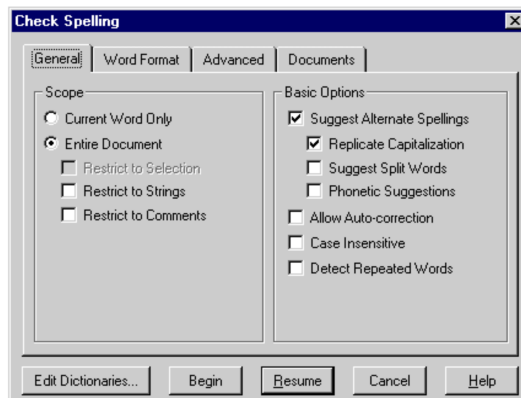 Check Spelling
General Word Format Advanced Documents
Scope
Current Word Only
Entire Document
Restrict to Selection
Restrict to Strings
Restrict to Comments
Basic Options
Suggest Alternate Spellings
Replicate Capitalization
Suggest Split Words
Phonetic Suggestions
Allow Auto-correction
Case Insensitive
Detect Repeated Words
Edit Dictionaries... Begin Resume Cancel Help